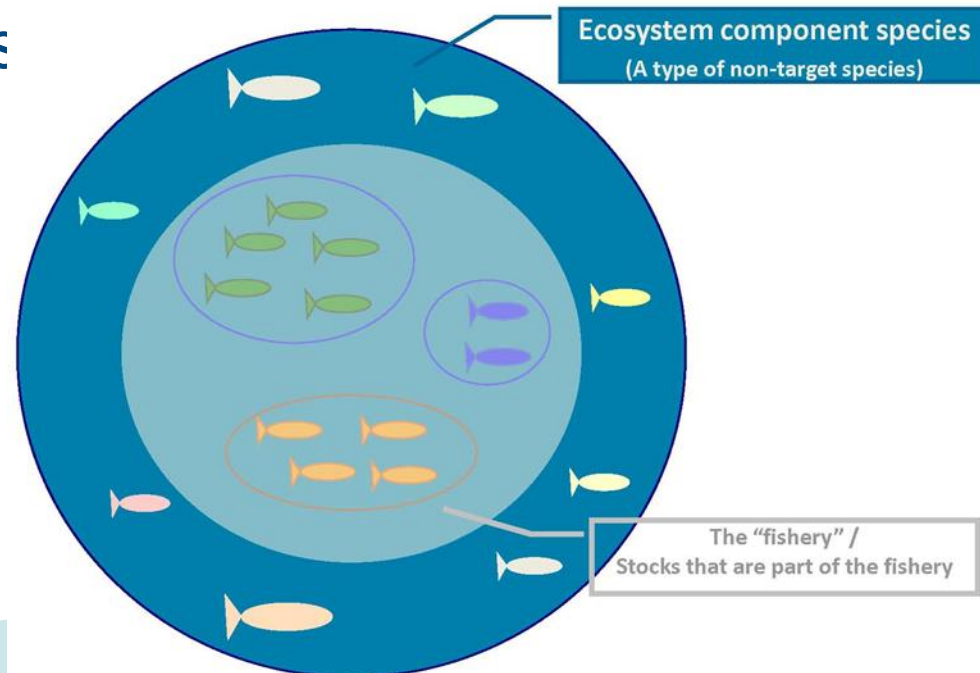 s
Ecosystem component species
(A type of non-target species)
The “fishery” /
Stocks that are part of the fishery